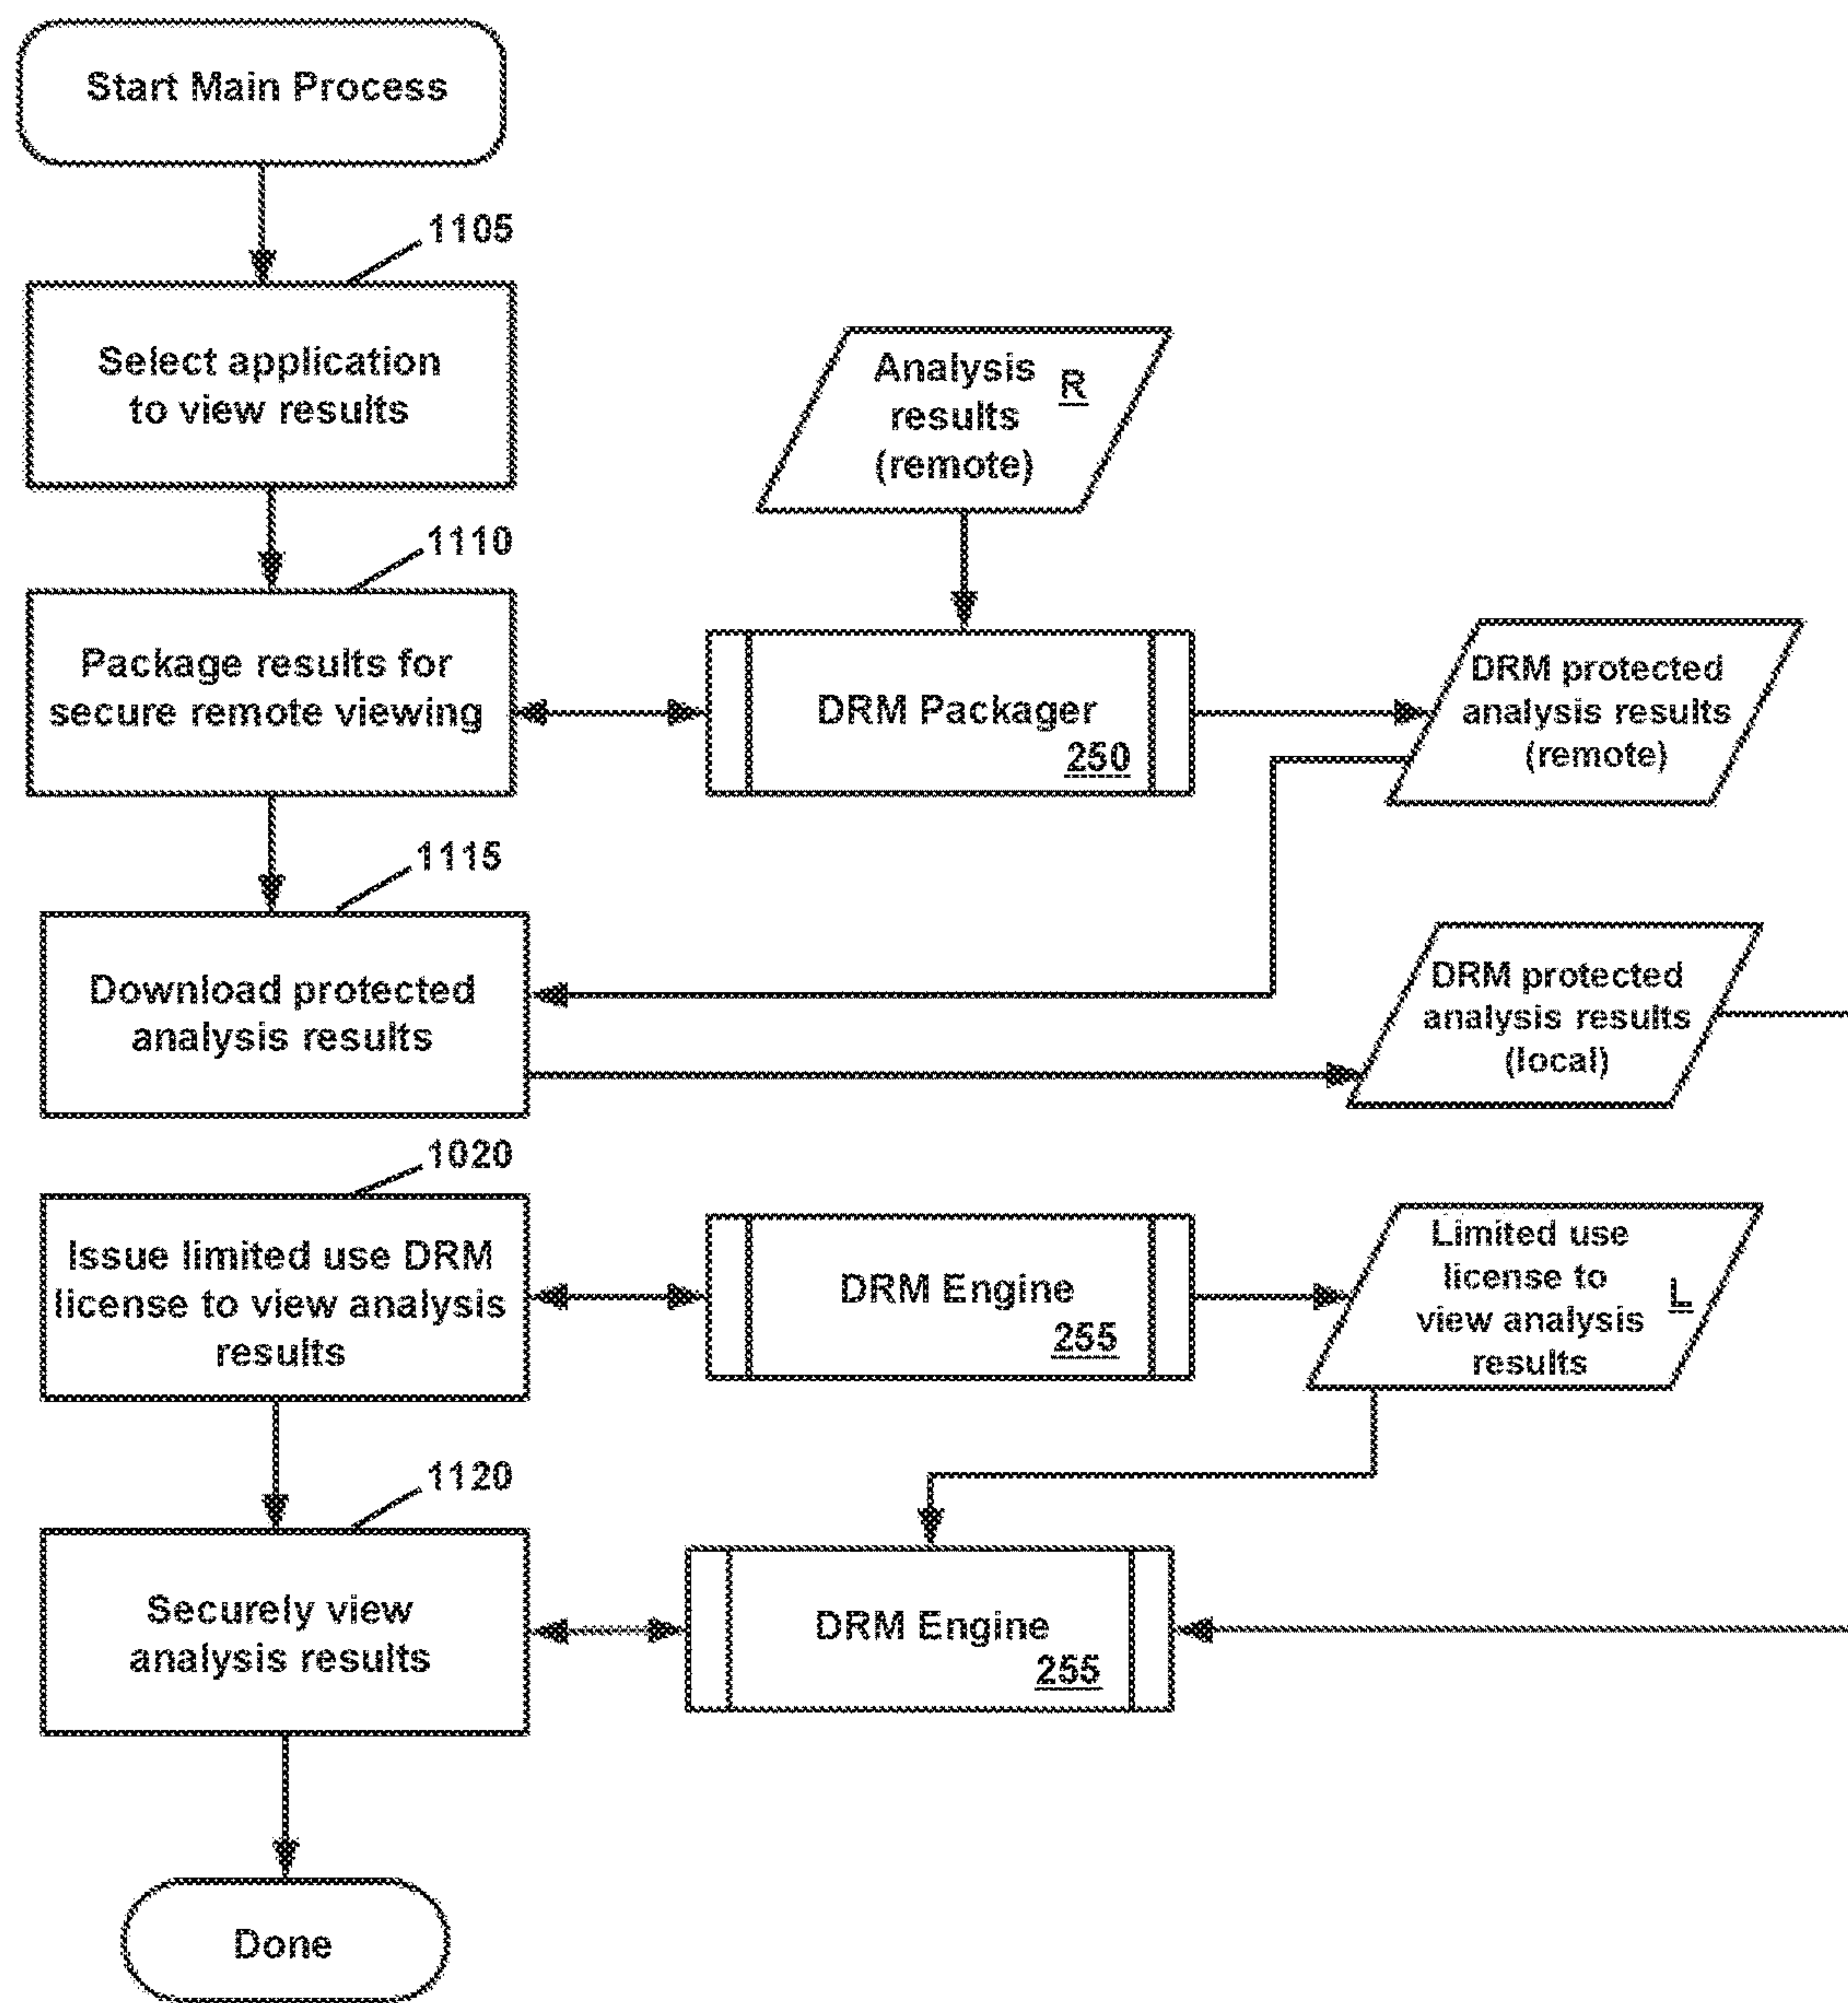 Start Main Process
1105
Select application
to view results
Analysis
results
(remote)
R
1110
Package results for
secure remote viewing
DRM Packager
250
DRM protected
analysis results
(remote)
1115
Download protected
analysis results
DRM protected
analysis results
(local)
1020
Issue limited use DRM
license to view analysis
results
DRM Engine
255
Limited use
license to
view analysis
results
L
1120
Securely view
analysis results
DRM Engine
255
Done